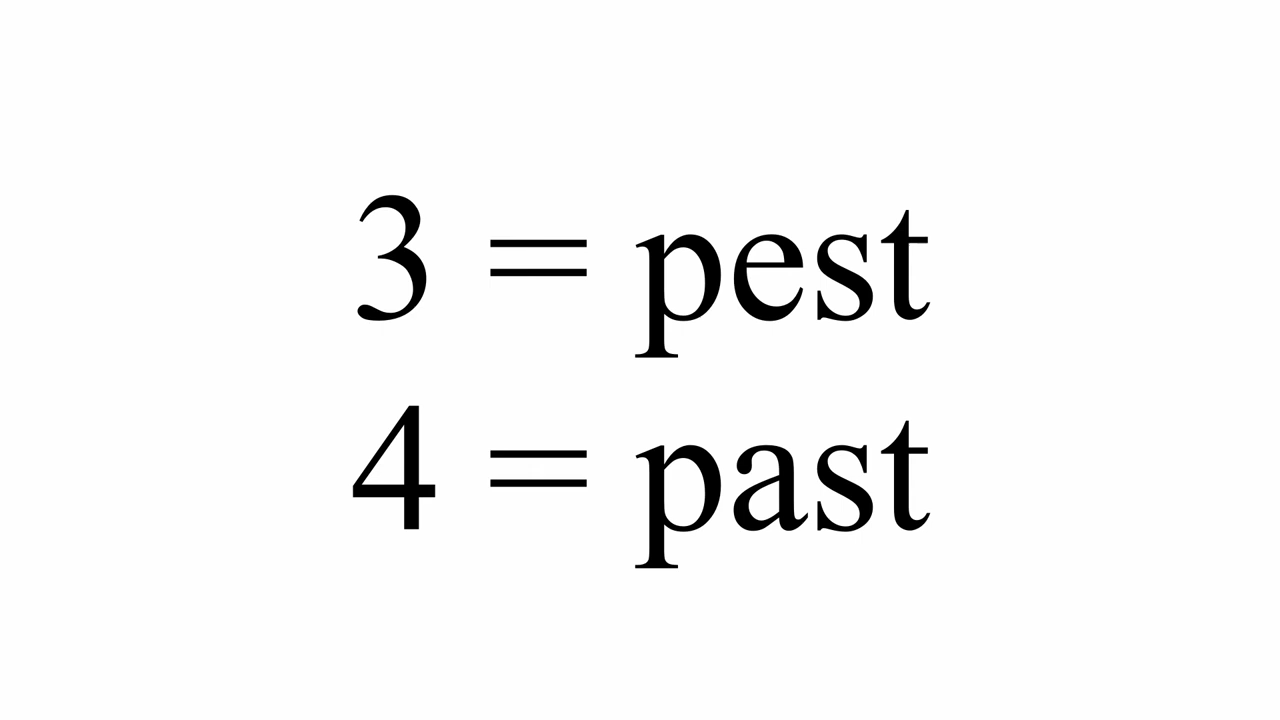 3 = pest
4 = past